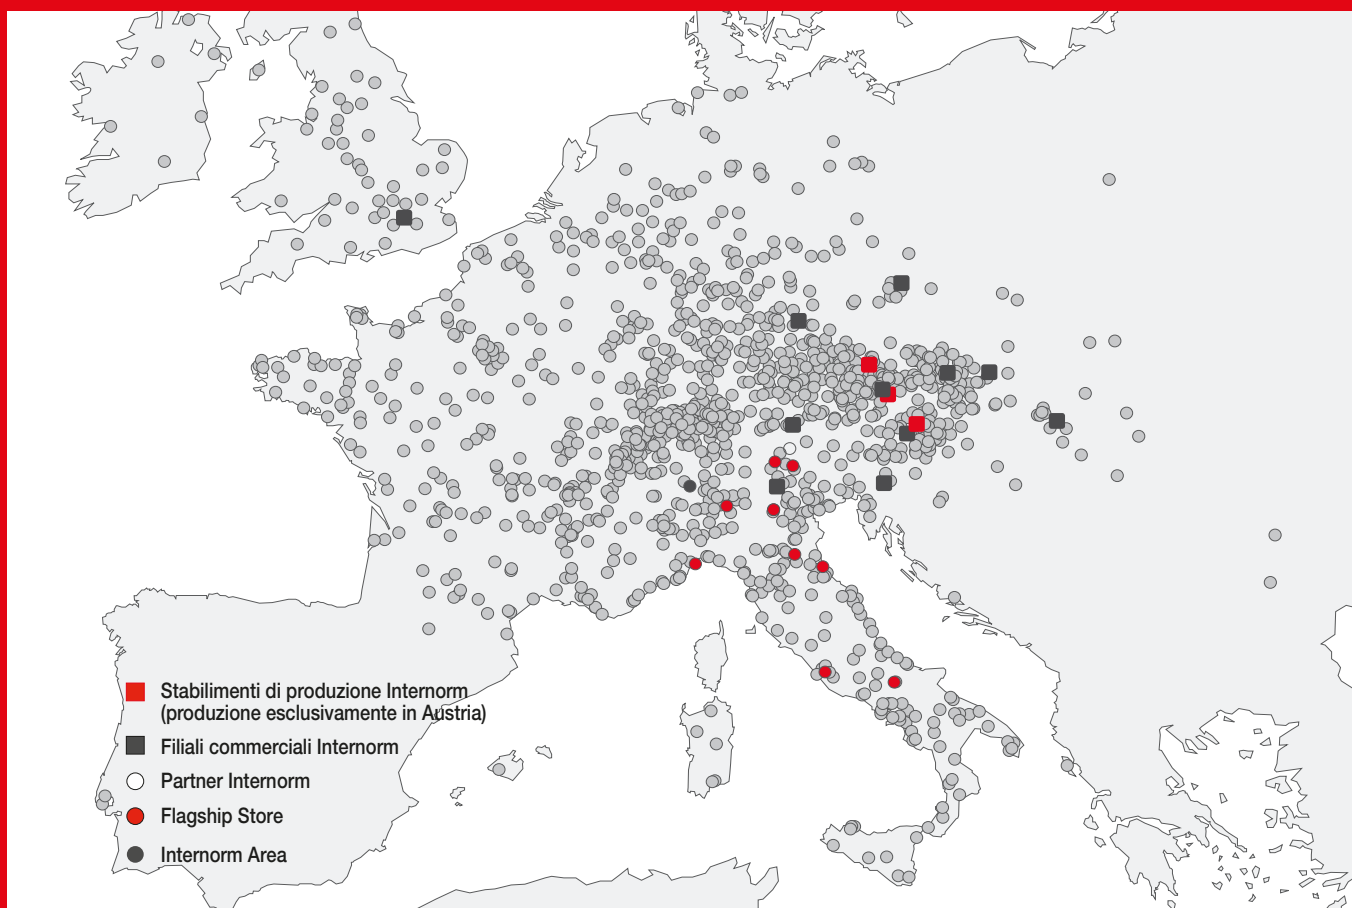 Stabilimenti di produzione Internorm
(produzione esclusivamente in Austria)
Filiali commerciali Internorm
Partner Internorm
Flagship Store
Internorm Area